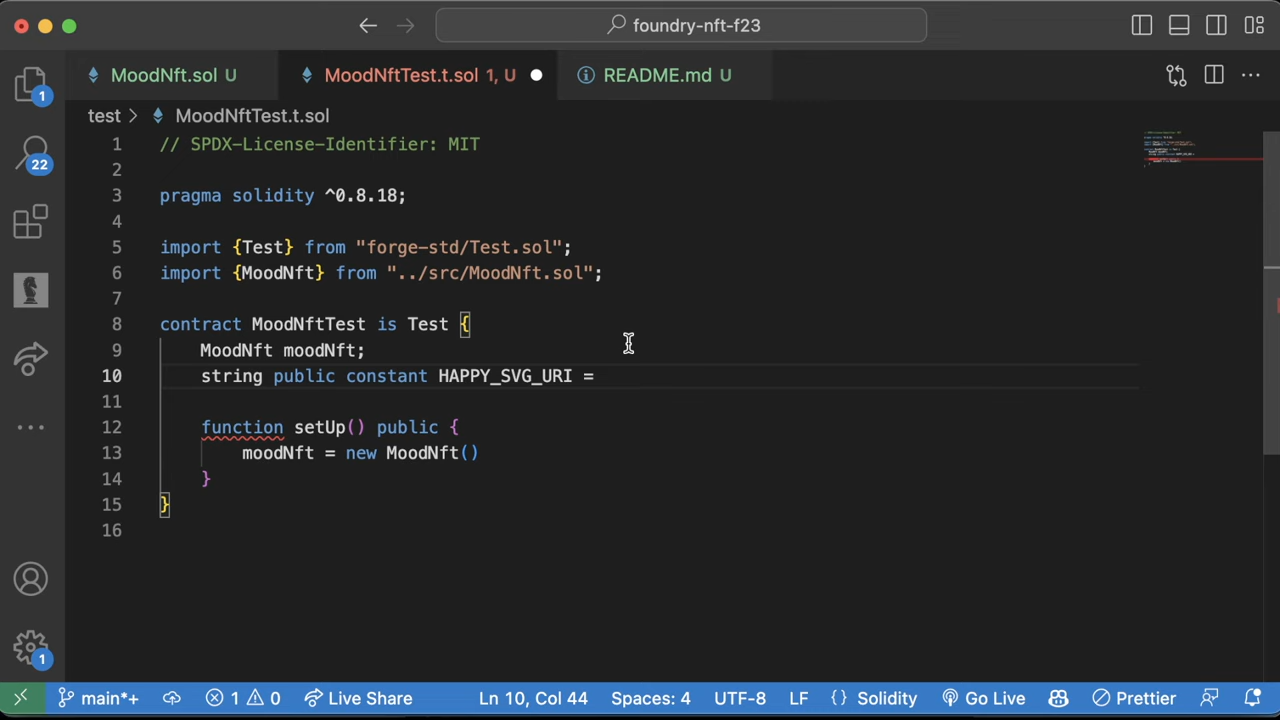 foundry-nft-f23
MoodNft.sol U
MoodNftTest.t.sol 1, U
README.md U
test > MoodNftTest.t.sol
1
22
1
1 // SPDX-License-Identifier: MIT
2
3 pragma solidity ^0.8.18;
4
5 import {Test} from "forge-std/Test.sol";
6 import {MoodNft} from "../src/MoodNft.sol";
7
8 contract MoodNftTest is Test {
9 MoodNft moodNft;
10 string public constant HAPPY_SVG_URI =
11
12 function setUp() public {
13 moodNft = new MoodNft()
14 }
15 }
16
main*+ 1 0 Live Share Ln 10, Col 44 Spaces: 4 UTF-8 LF {} Solidity Go Live Prettier